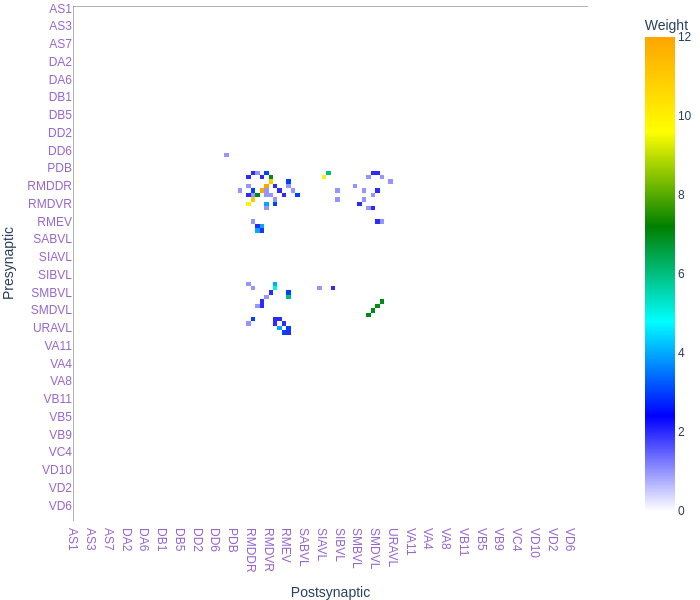 Weight
12
10
8
6
4
2
0
Presynaptic
AS1
AS3
AS7
DA2
DA6
DB1
DB5
DD2
DD6
PDB
RMDDR
RMDVR
RMEV
SABVL
SIAVL
SIBVL
SMBVL
SMDVL
URAVL
VA11
VA4
VA8
VB11
VB5
VB9
VC4
VD10
VD2
VD6
AS1
AS3
AS7
DA2
DA6
DB1
DB5
DD2
DD6
PDB
RMDDR
RMDVR
RMEV
SABVL
SIAVL
SIBVL
SMBVL
SMDVL
URAVL
VA11
VA4
VA8
VB11
VB5
VB9
VC4
VD10
VD2
VD6
Postsynaptic